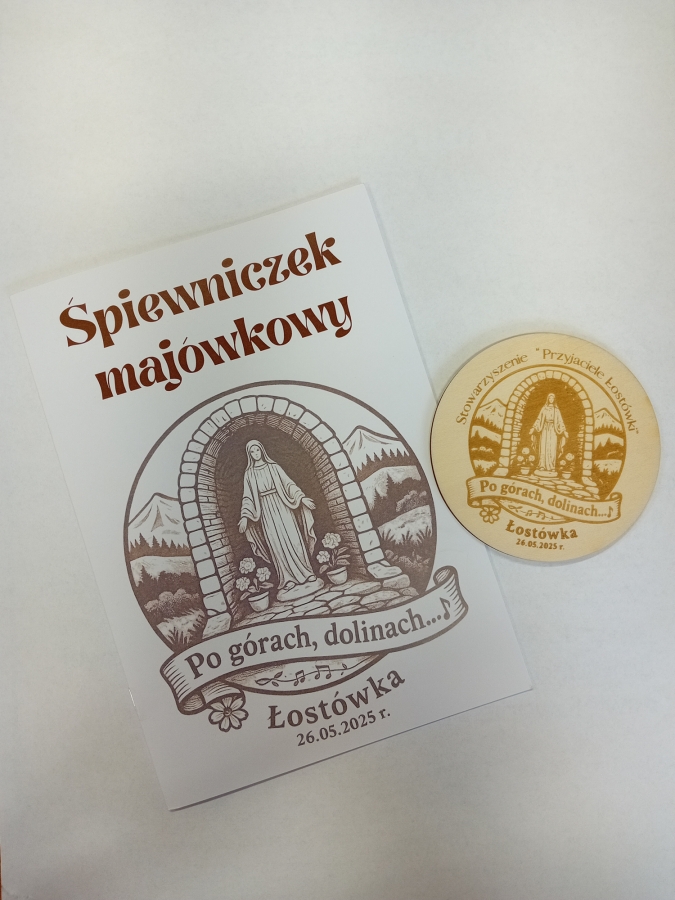 Śpiewniczek
majówkowy
Po górach, dolinach...♪
Łostówka
26.05.2025 r.
Stowarzyszenie "Przyjaciele Łostówki"
Po górach, dolinach...♪
Łostówka
26.05.2025 r.